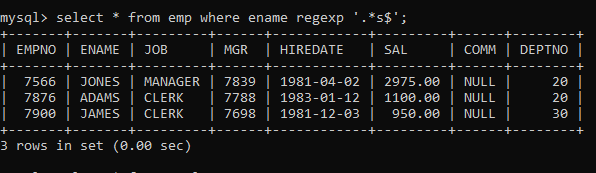 mysql> select * from emp where ename regexp '.*s$';
+-------+-------+---------+------+------------+---------+------+--------+
| EMPNO | ENAME | JOB     | MGR  | HIREDATE   | SAL     | COMM | DEPTNO |
+-------+-------+---------+------+------------+---------+------+--------+
|  7566 | JONES | MANAGER | 7839 | 1981-04-02 | 2975.00 | NULL |     20 |
|  7876 | ADAMS | CLERK   | 7788 | 1983-01-12 | 1100.00 | NULL |     20 |
|  7900 | JAMES | CLERK   | 7698 | 1981-12-03 |  950.00 | NULL |     30 |
+-------+-------+---------+------+------------+---------+------+--------+
3 rows in set (0.00 sec)